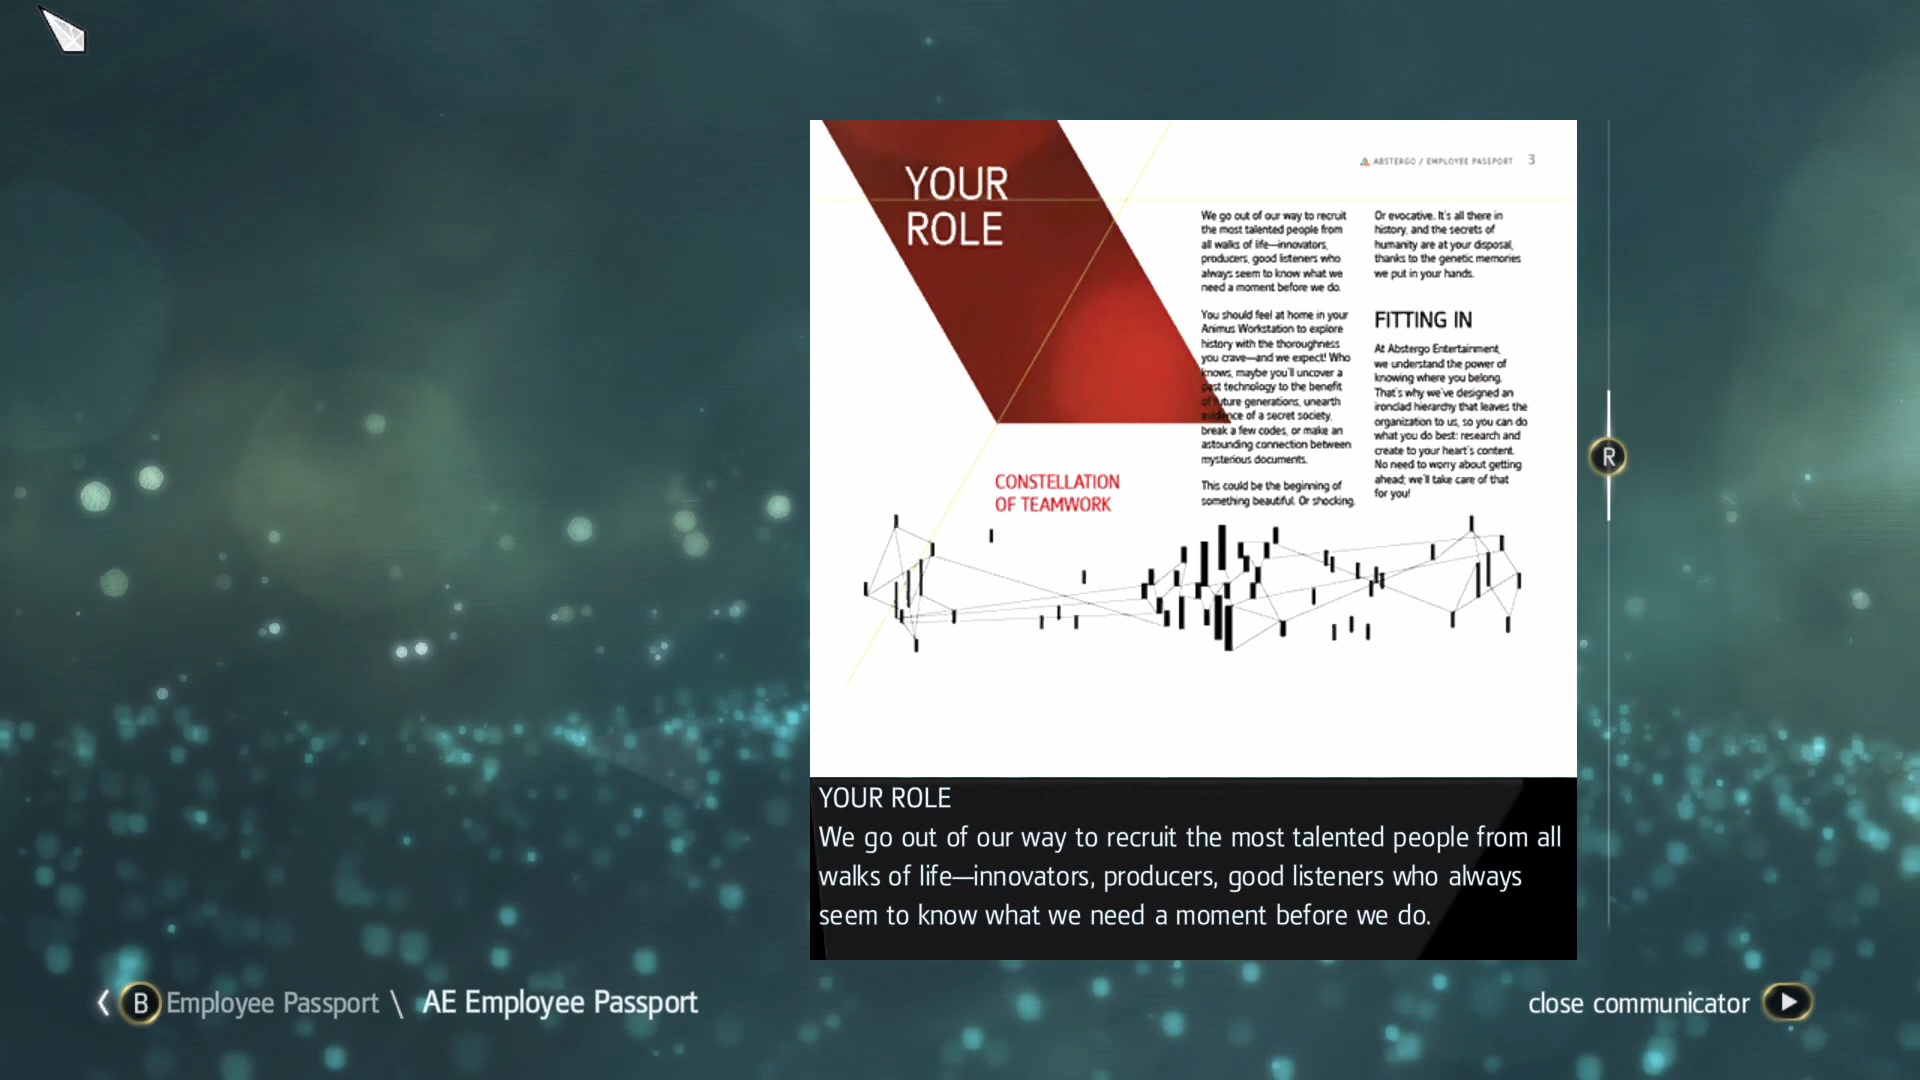 YOUR
ROLE
ABSTERGO / EMPLOYEE PASSPORT 3
We go out of our way to recruit
the most talented people from
all walks of life—innovators,
producers, good listeners who
always seem to know what we
need a moment before we do.
You should feel at home in your
Animus Workstation to explore
history with the thoroughness
you crave—and we expect! Who
knows, maybe you'll uncover a
past technology to the benefit
of future generations, unearth
evidence of a secret society,
break a few codes, or make an
astounding connection between
mysterious documents.
This could be the beginning of
something beautiful. Or shocking.
Or evocative. It's all there in
history, and the secrets of
humanity are at your disposal,
thanks to the genetic memories
we put in your hands.
FITTING IN
At Abstergo Entertainment,
we understand the power of
knowing where you belong.
That's why we've designed an
ironclad hierarchy that leaves the
organization to us, so you can do
what you do best: research and
create to your heart's content.
No need to worry about getting
ahead; we'll take care of that
for you!
CONSTELLATION
OF TEAMWORK
R
YOUR ROLE
We go out of our way to recruit the most talented people from all
walks of life—innovators, producers, good listeners who always
seem to know what we need a moment before we do.
B Employee Passport \ AE Employee Passport
close communicator